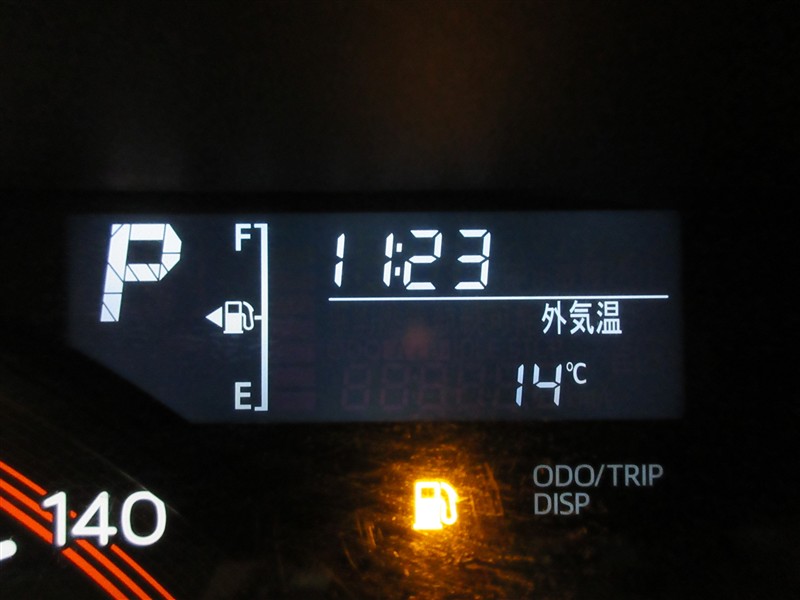 P
F
11:23
外気温
E
14℃
ODO/TRIP
DISP
140